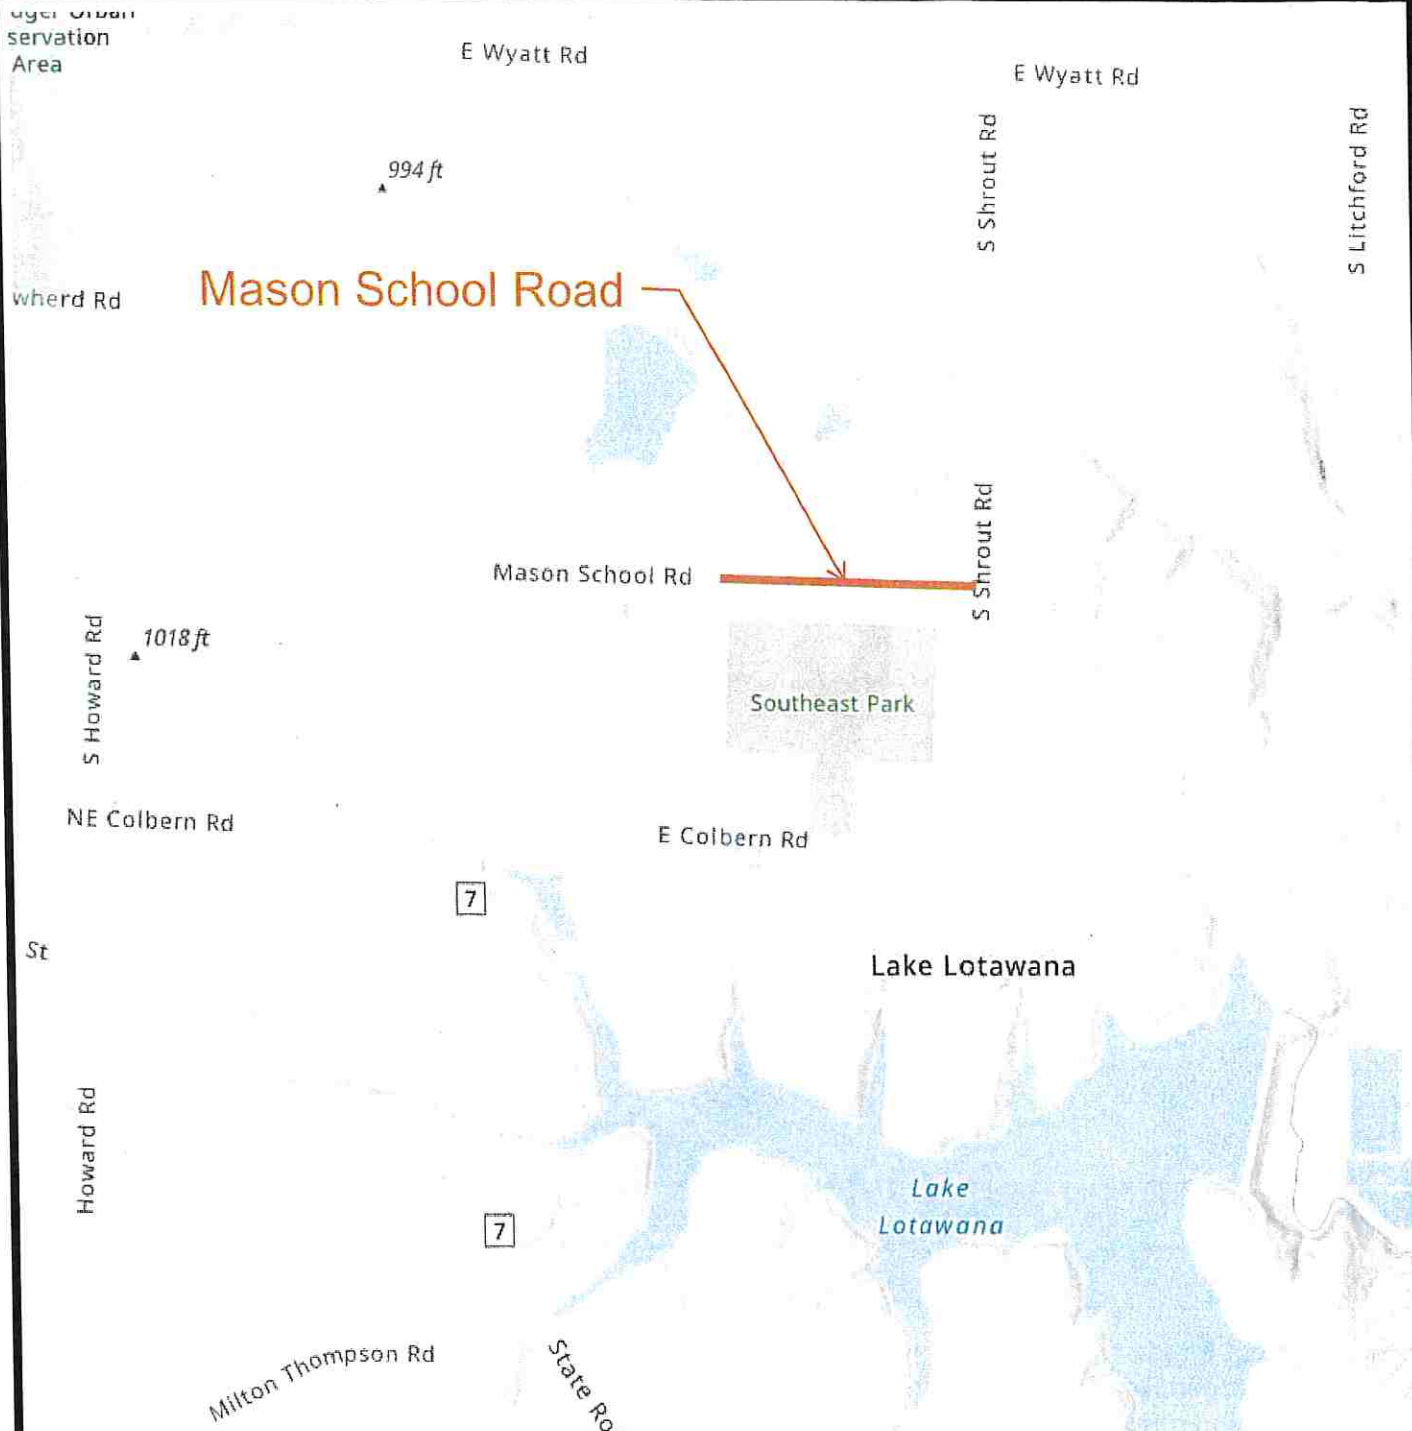 servation
Area
E Wyatt Rd
E Wyatt Rd
S Shrout Rd
S Litchford Rd
994 ft
Mason School Road
wherd Rd
Mason School Rd
S Shrout Rd
S Howard Rd
1018 ft
Southeast Park
NE Colbern Rd
E Colbern Rd
7
St
Lake Lotawana
Howard Rd
Lake
Lotawana
7
Milton Thompson Rd
State Ro